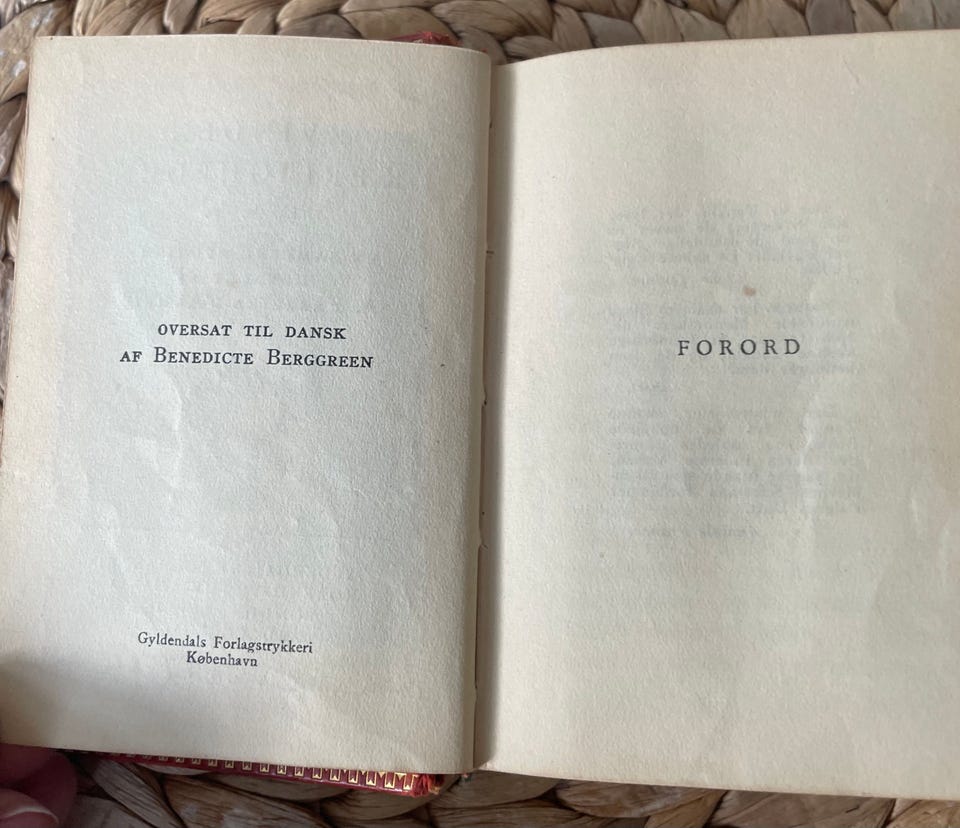 OVERSAT TIL DANSK
AF BENEDICTE BERGGREEN
Gyldendals Forlagstrykkeri
København
FORORD